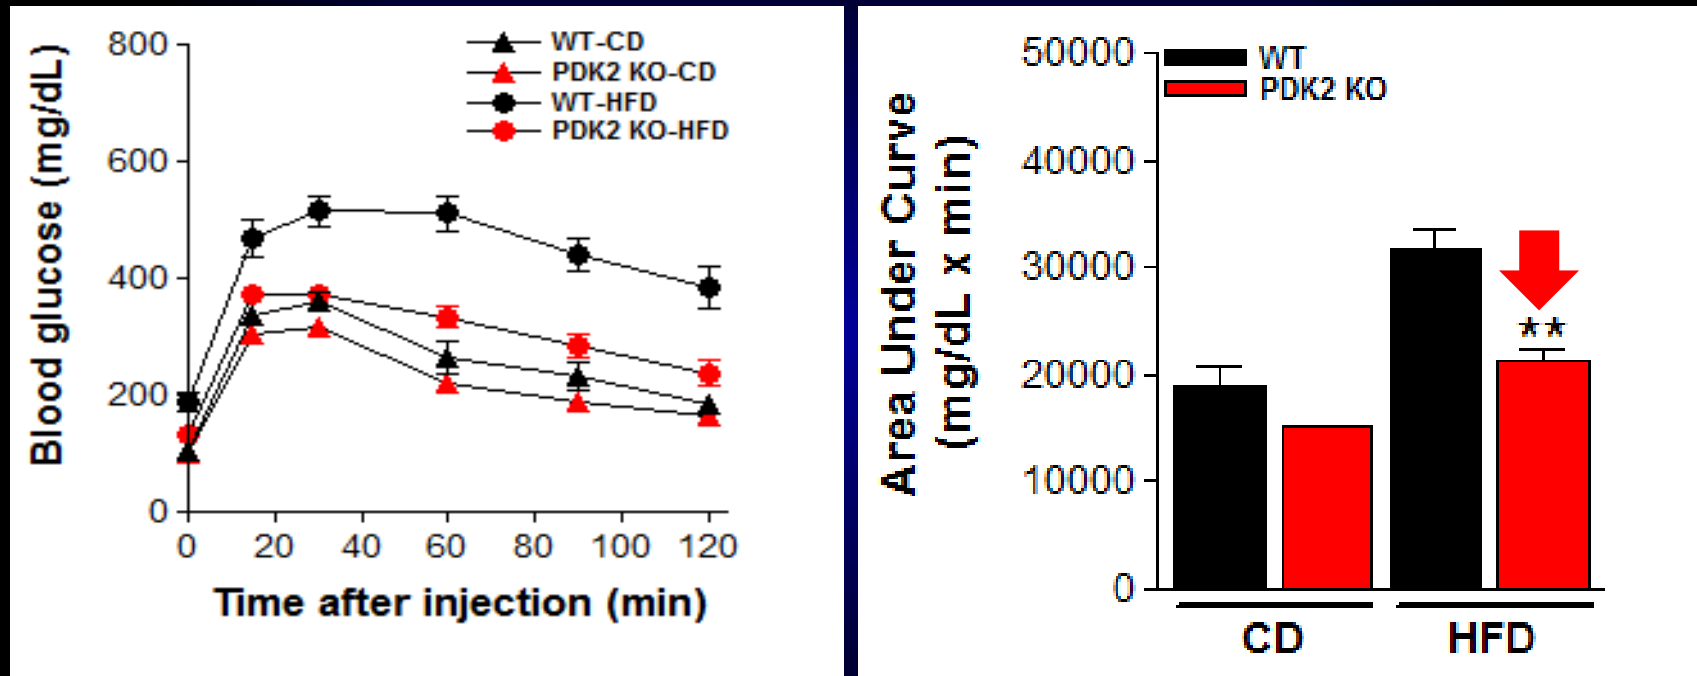 Blood glucose (mg/dL)
800
600
400
200
0
WT-CD
PDK2 KO-CD
WT-HFD
PDK2 KO-HFD
0 20 40 60 80 100 120
Time after injection (min)
Area Under Curve
(mg/dL x min)
50000
40000
30000
20000
10000
0
WT
PDK2 KO
**
CD HFD